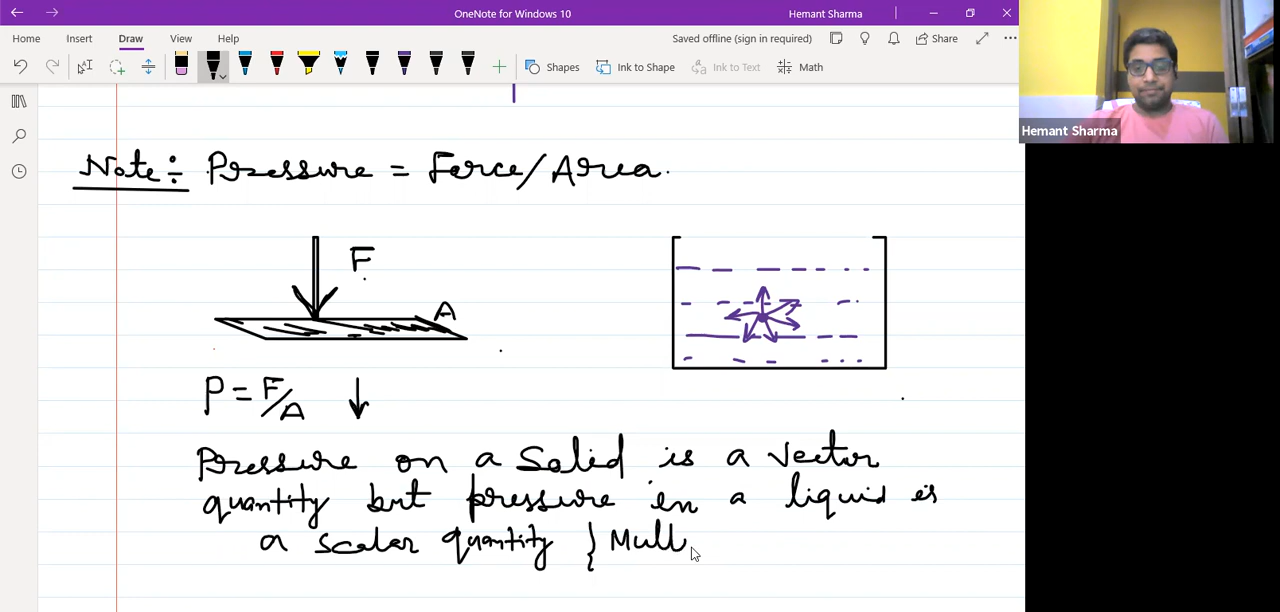 OneNote for Windows 10
Hemant Sharma
Home Insert Draw View Help
Saved offline (sign in required)
Share
Shapes
Ink to Shape
Ink to Text
Math
Hemant Sharma
Note ÷ Pressure = Force/Area.
F
A
P = F/A ↓
Pressure on a Solid is a vector
quantity but pressure in a liquid is
a scalar quantity } Mull